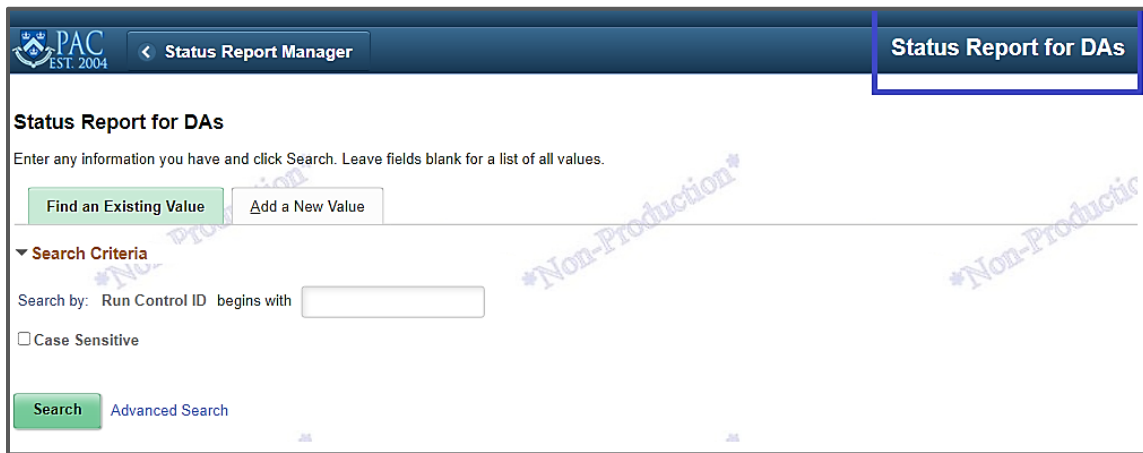 PAC
EST. 2004
Status Report Manager
Status Report for DAs
Status Report for DAs
Enter any information you have and click Search. Leave fields blank for a list of all values.
Find an Existing Value
Add a New Value
Search Criteria
Search by: Run Control ID begins with
Case Sensitive
Search Advanced Search
*Non-Production*
*Non-Production